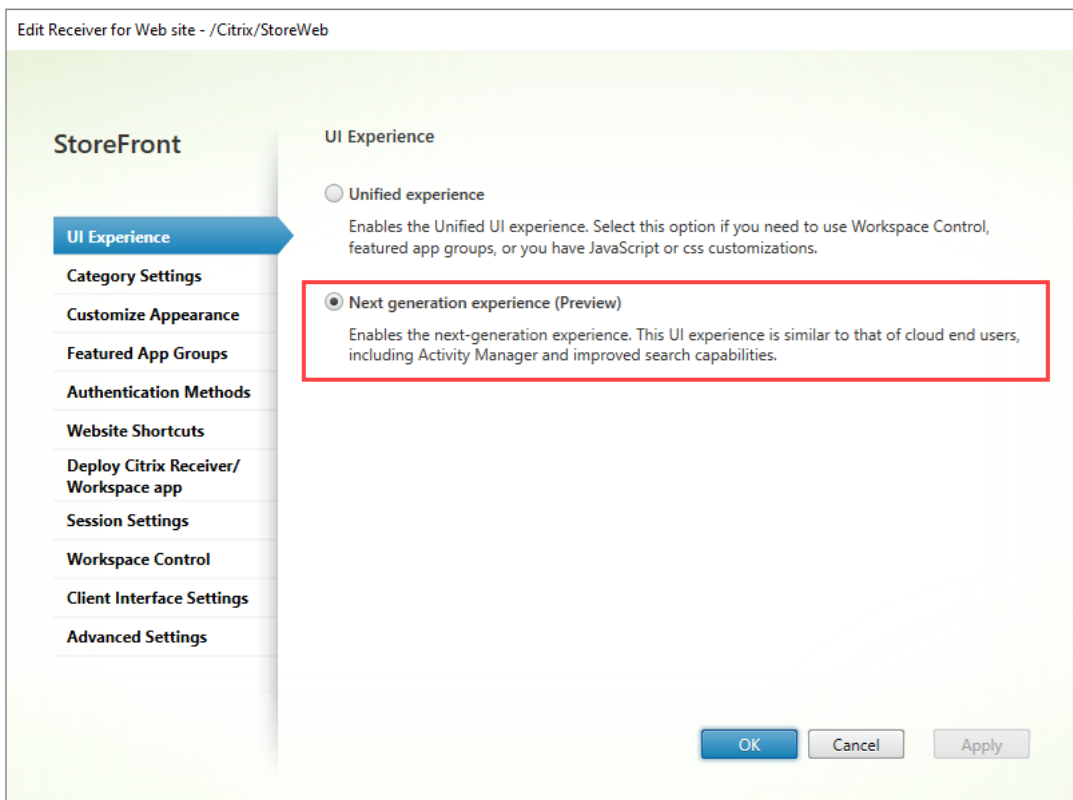 Edit Receiver for Web site - /Citrix/StoreWeb
StoreFront
UI Experience
Category Settings
Customize Appearance
Featured App Groups
Authentication Methods
Website Shortcuts
Deploy Citrix Receiver/
Workspace app
Session Settings
Workspace Control
Client Interface Settings
Advanced Settings
UI Experience
Unified experience
Enables the Unified UI experience. Select this option if you need to use Workspace Control,
featured app groups, or you have JavaScript or css customizations.
Next generation experience (Preview)
Enables the next-generation experience. This UI experience is similar to that of cloud end users,
including Activity Manager and improved search capabilities.
OK
Cancel
Apply